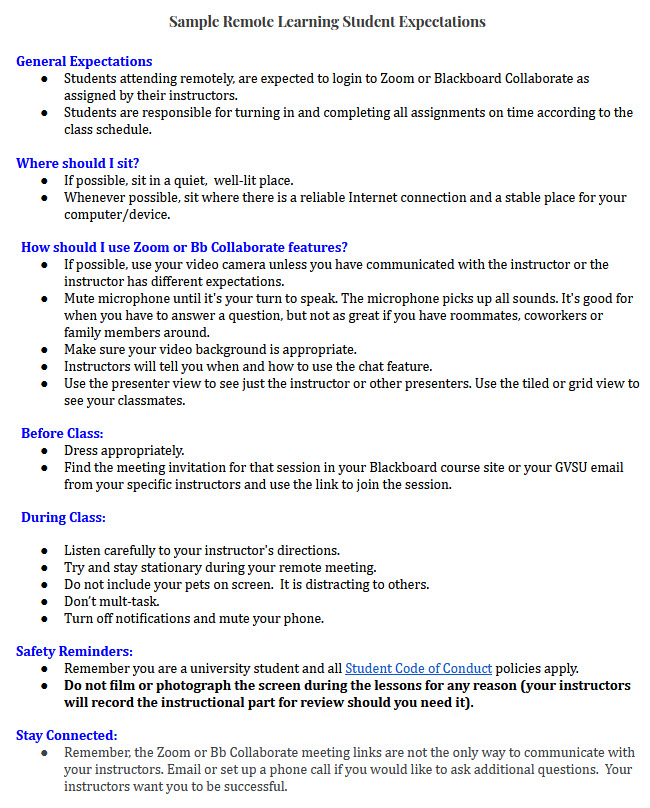 Sample Remote Learning Student Expectations
General Expectations
● Students attending remotely, are expected to login to Zoom or Blackboard Collaborate as
assigned by their instructors.
● Students are responsible for turning in and completing all assignments on time according to the
class schedule.
Where should I sit?
● If possible, sit in a quiet, well-lit place.
● Whenever possible, sit where there is a reliable Internet connection and a stable place for your
computer/device.
How should I use Zoom or Bb Collaborate features?
● If possible, use your video camera unless you have communicated with the instructor or the
instructor has different expectations.
● Mute microphone until it's your turn to speak. The microphone picks up all sounds. It's good for
when you have to answer a question, but not as great if you have roommates, coworkers or
family members around.
● Make sure your video background is appropriate.
● Instructors will tell you when and how to use the chat feature.
● Use the presenter view to see just the instructor or other presenters. Use the tiled or grid view to
see your classmates.
Before Class:
● Dress appropriately.
● Find the meeting invitation for that session in your Blackboard course site or your GVSU email
from your specific instructors and use the link to join the session.
During Class:
● Listen carefully to your instructor's directions.
● Try and stay stationary during your remote meeting.
● Do not include your pets on screen. It is distracting to others.
● Don't mult-task.
● Turn off notifications and mute your phone.
Safety Reminders:
● Remember you are a university student and all Student Code of Conduct policies apply.
● Do not film or photograph the screen during the lessons for any reason (your instructors
will record the instructional part for review should you need it).
Stay Connected:
● Remember, the Zoom or Bb Collaborate meeting links are not the only way to communicate with
your instructors. Email or set up a phone call if you would like to ask additional questions. Your
instructors want you to be successful.